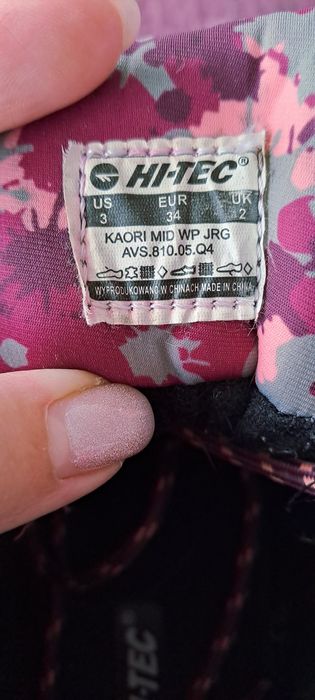 HI-TEC®
US EUR UK
3 34 2
KAORI MID WP JRG
AVS.810.05.Q4
WYPRODUKOWANO W CHINACH/MADE IN CHINA
HI-TEC®